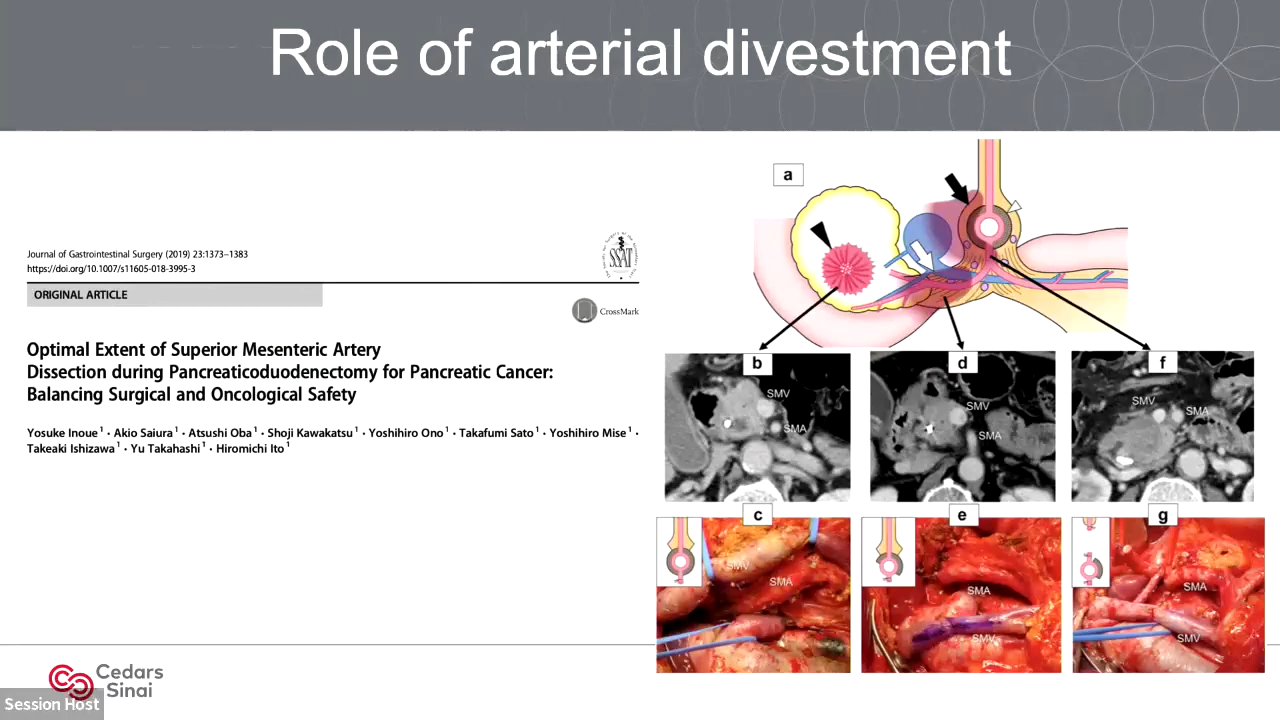 Role of arterial divestment
Journal of Gastrointestinal Surgery (2019) 23:1373–1383
https://doi.org/10.1007/s11605-018-3995-3
SSAT
ORIGINAL ARTICLE
CrossMark
Optimal Extent of Superior Mesenteric Artery
Dissection during Pancreaticoduodenectomy for Pancreatic Cancer:
Balancing Surgical and Oncological Safety
Yosuke Inoue 1 · Akio Saiura 1 · Atsushi Oba 1 · Shoji Kawakatsu 1 · Yoshihiro Ono 1 · Takafumi Sato 1 · Yoshihiro Mise 1 ·
Takeaki Ishizawa 1 · Yu Takahashi 1 · Hiromichi Ito 1
a
b
SMV
SMA
d
SMV
SMA
f
SMV
SMA
c
SMV
SMA
e
SMA
SMV
g
SMA
SMV
Cedars
Sinai
Session Host